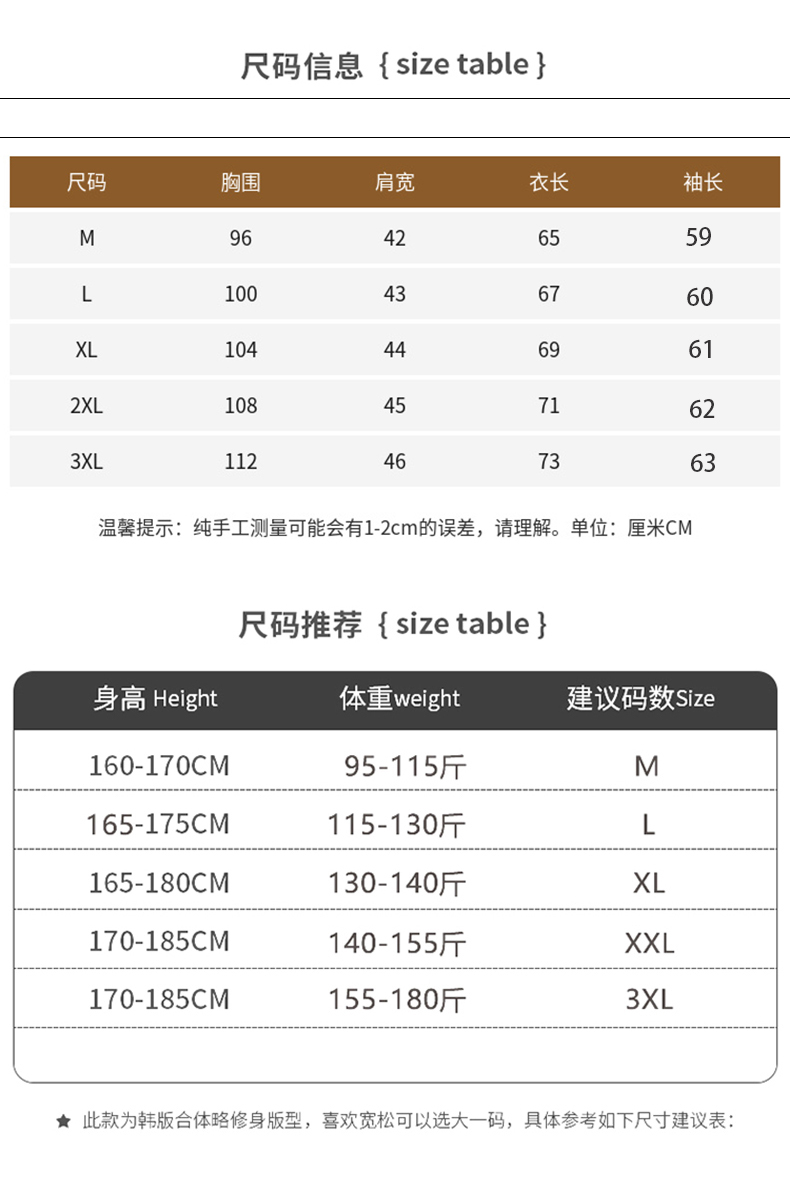 尺码信息 { size table }
尺码 胸围 肩宽 衣长 袖长
M 96 42 65 59
L 100 43 67 60
XL 104 44 69 61
2XL 108 45 71 62
3XL 112 46 73 63
温馨提示：纯手工测量可能会有1-2cm的误差，请理解。单位：厘米CM
尺码推荐 { size table }
身高 Height 体重weight 建议码数Size
160-170CM 95-115斤 M
165-175CM 115-130斤 L
165-180CM 130-140斤 XL
170-185CM 140-155斤 XXL
170-185CM 155-180斤 3XL
★ 此款为韩版合体略修身版型，喜欢宽松可以选大一码，具体参考如下尺寸建议表：